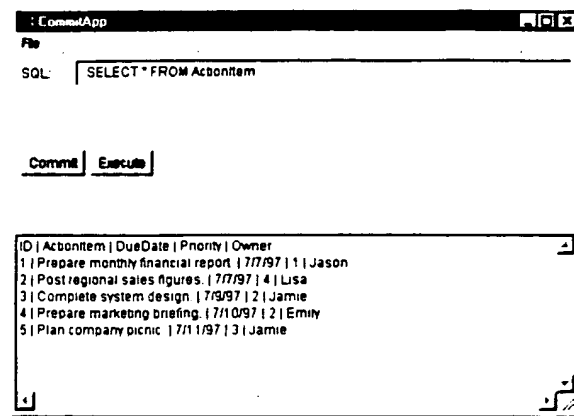 : CommitApp
File
SQL: SELECT * FROM ActionItem
Commit Execute
ID | ActionItem | DueDate | Priority | Owner
1 | Prepare monthly financial report. | 7/7/97 | 1 | Jason
2 | Post regional sales figures. | 7/7/97 | 4 | Lisa
3 | Complete system design. | 7/9/97 | 2 | Jamie
4 | Prepare marketing briefing. | 7/10/97 | 2 | Emily
5 | Plan company picnic. | 7/11/97 | 3 | Jamie